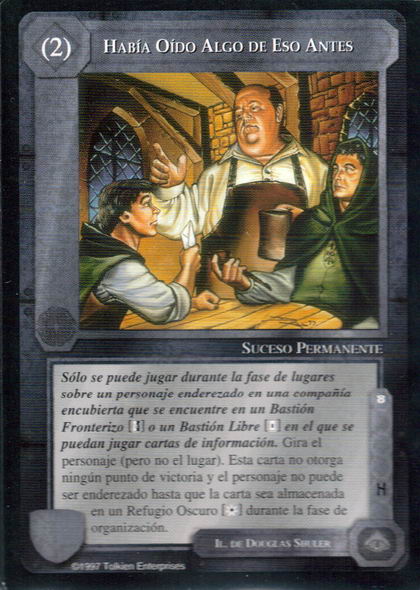 (2)
HABÍA OÍDO ALGO DE ESO ANTES
SUCESO PERMANENTE
Sólo se puede jugar durante la fase de lugares
sobre un personaje enderezado en una compañía
encubierta que se encuentre en un Bastión
Fronterizo [] o un Bastión Libre [] en el que se
puedan jugar cartas de información. Gira el
personaje (pero no el lugar). Esta carta no otorga
ningún punto de victoria y el personaje no puede
ser enderezado hasta que la carta sea almacenada
en un Refugio Oscuro [] durante la fase de
organización.
8
H
IL. DE DOUGLAS SHULER
©1997 Tolkien Enterprises